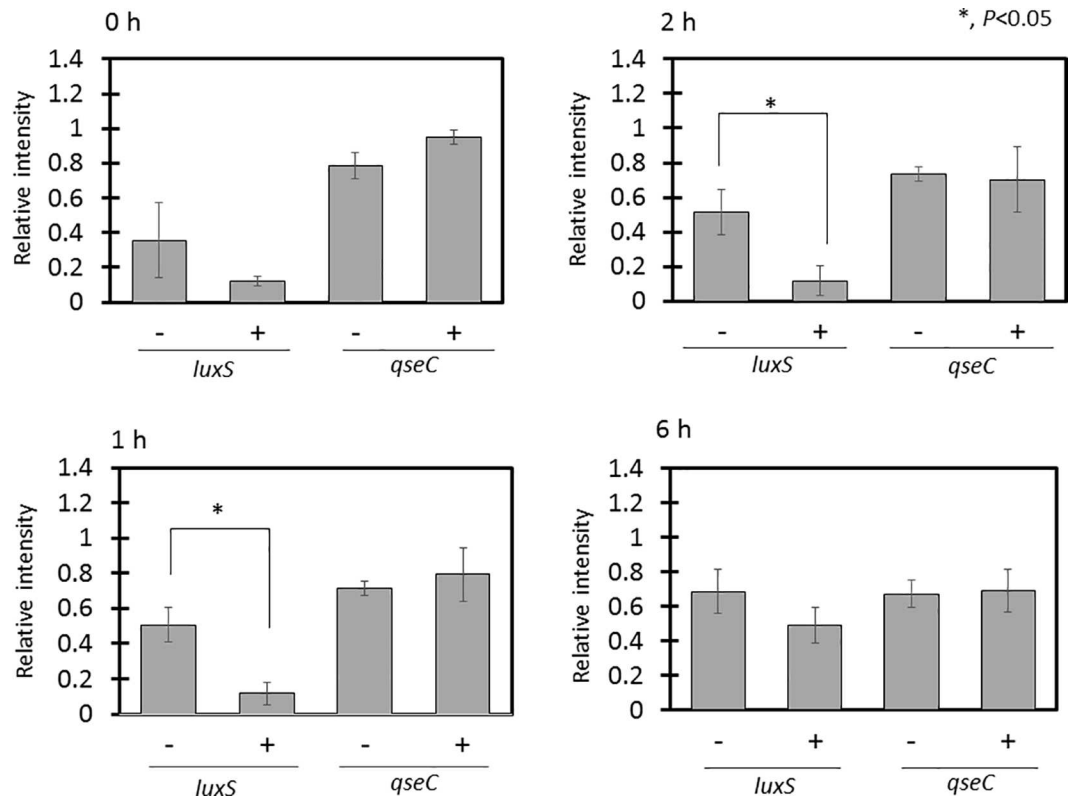 0 h
Relative intensity
1.4
1.2
1
0.8
0.6
0.4
0.2
0
- + - +
luxS qseC
2 h
*, P<0.05
Relative intensity
1.4
1.2
1
0.8
0.6
0.4
0.2
0
*
- + - +
luxS qseC
1 h
Relative intensity
1.4
1.2
1
0.8
0.6
0.4
0.2
0
*
- + - +
luxS qseC
6 h
Relative intensity
1.4
1.2
1
0.8
0.6
0.4
0.2
0
- + - +
luxS qseC